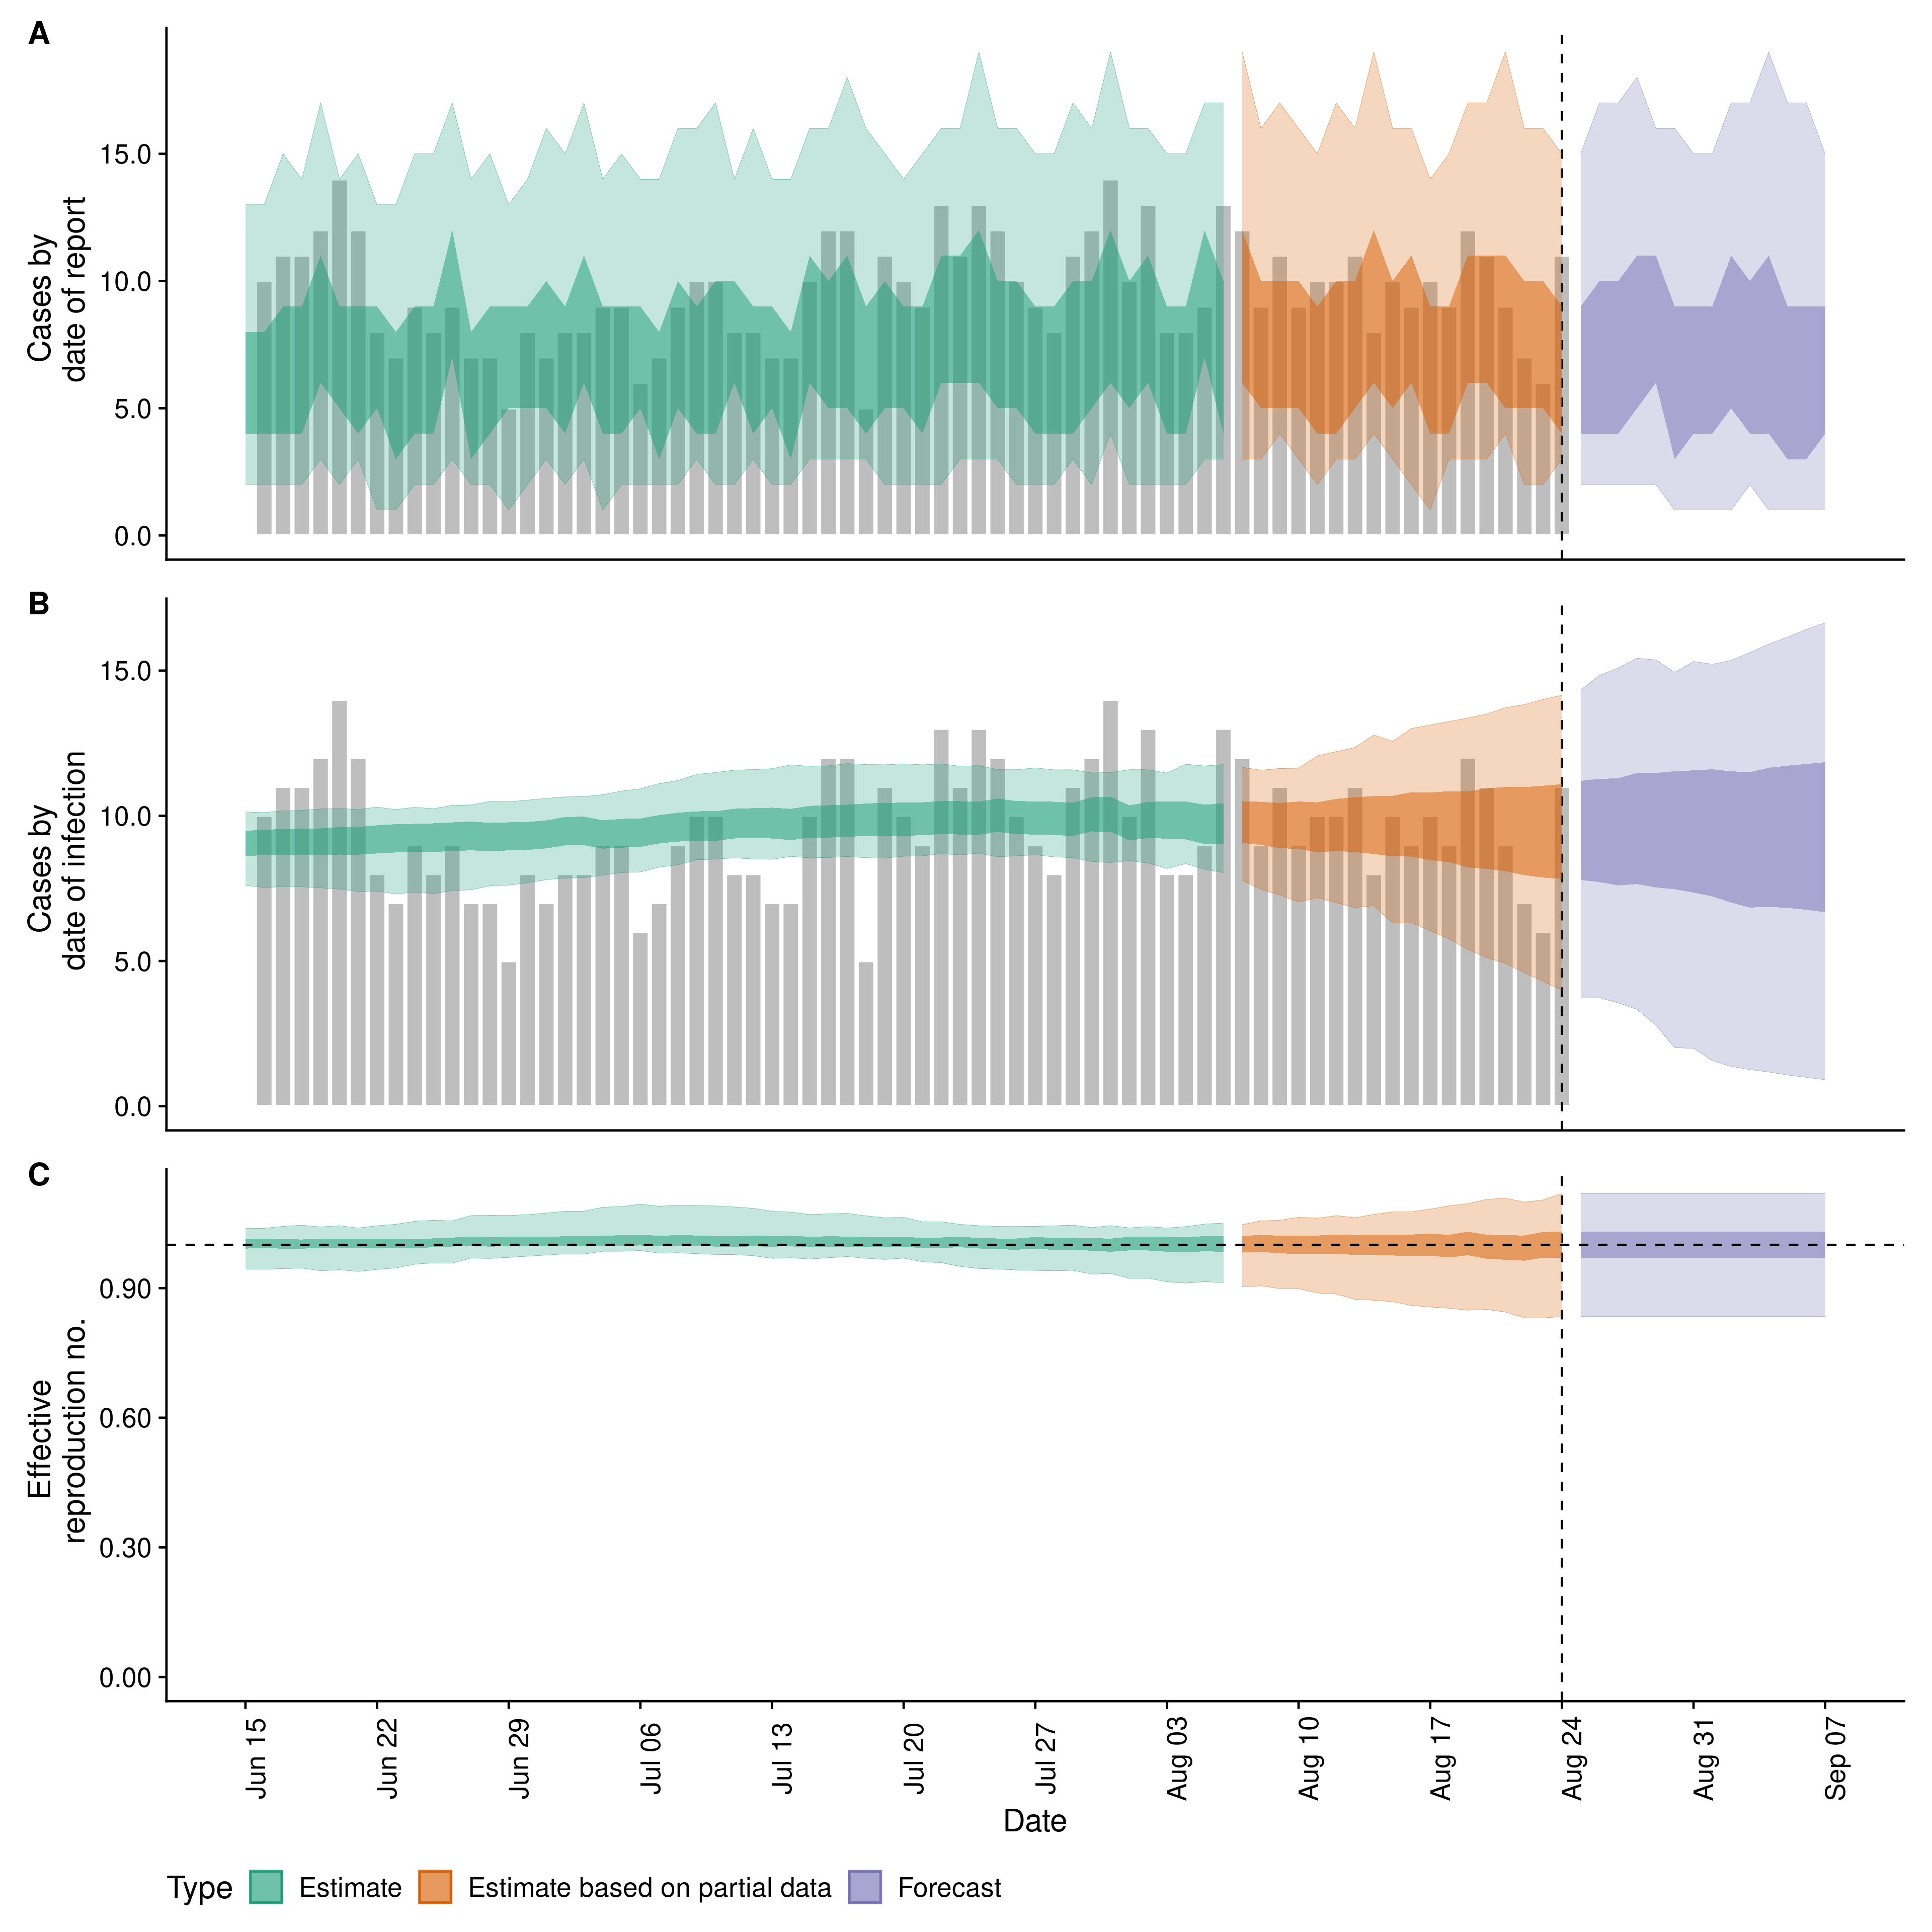 A
Cases by
date of report
15.0
10.0
5.0
0.0
B
Cases by
date of infection
15.0
10.0
5.0
0.0
C
Effective
reproduction no.
0.90
0.60
0.30
0.00
Jun 15
Jun 22
Jun 29
Jul 06
Jul 13
Jul 20
Jul 27
Aug 03
Aug 10
Aug 17
Aug 24
Aug 31
Sep 07
Date
Type Estimate Estimate based on partial data Forecast